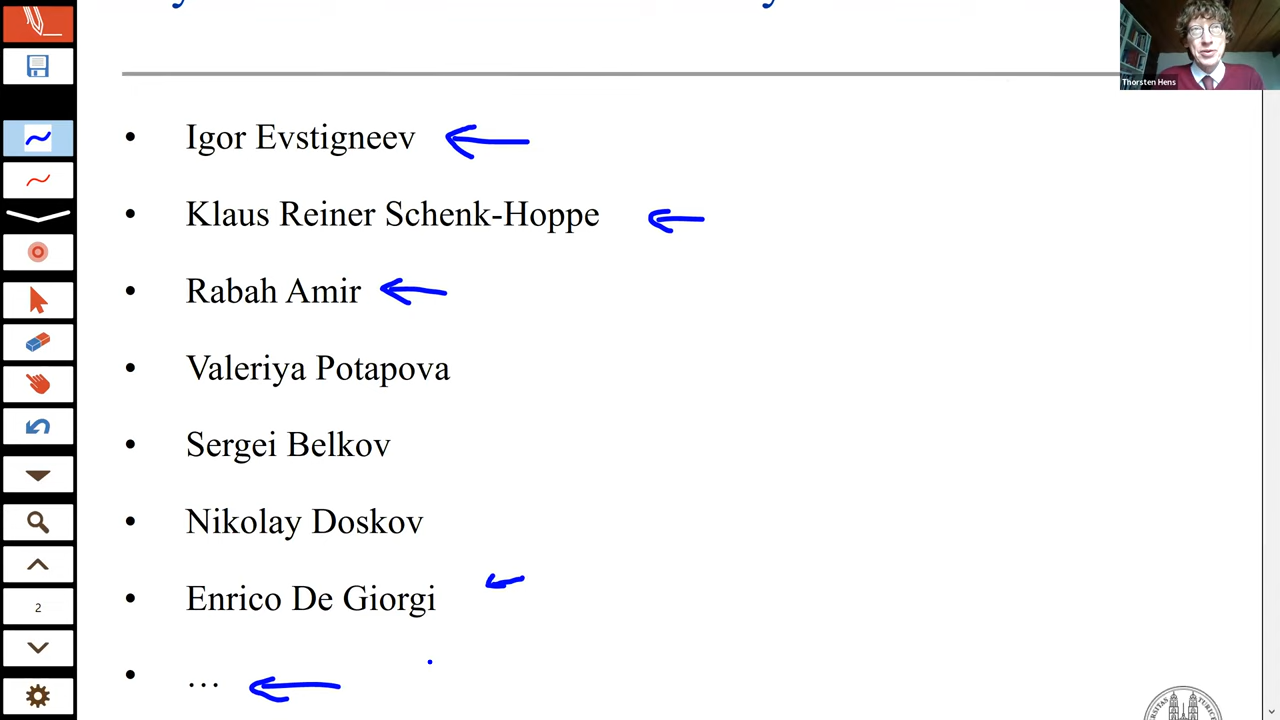 Thorsten Hens
• Igor Evstigneev
• Klaus Reiner Schenk-Hoppe
• Rabah Amir
• Valeriya Potapova
• Sergei Belkov
• Nikolay Doskov
• Enrico De Giorgi
• …
2